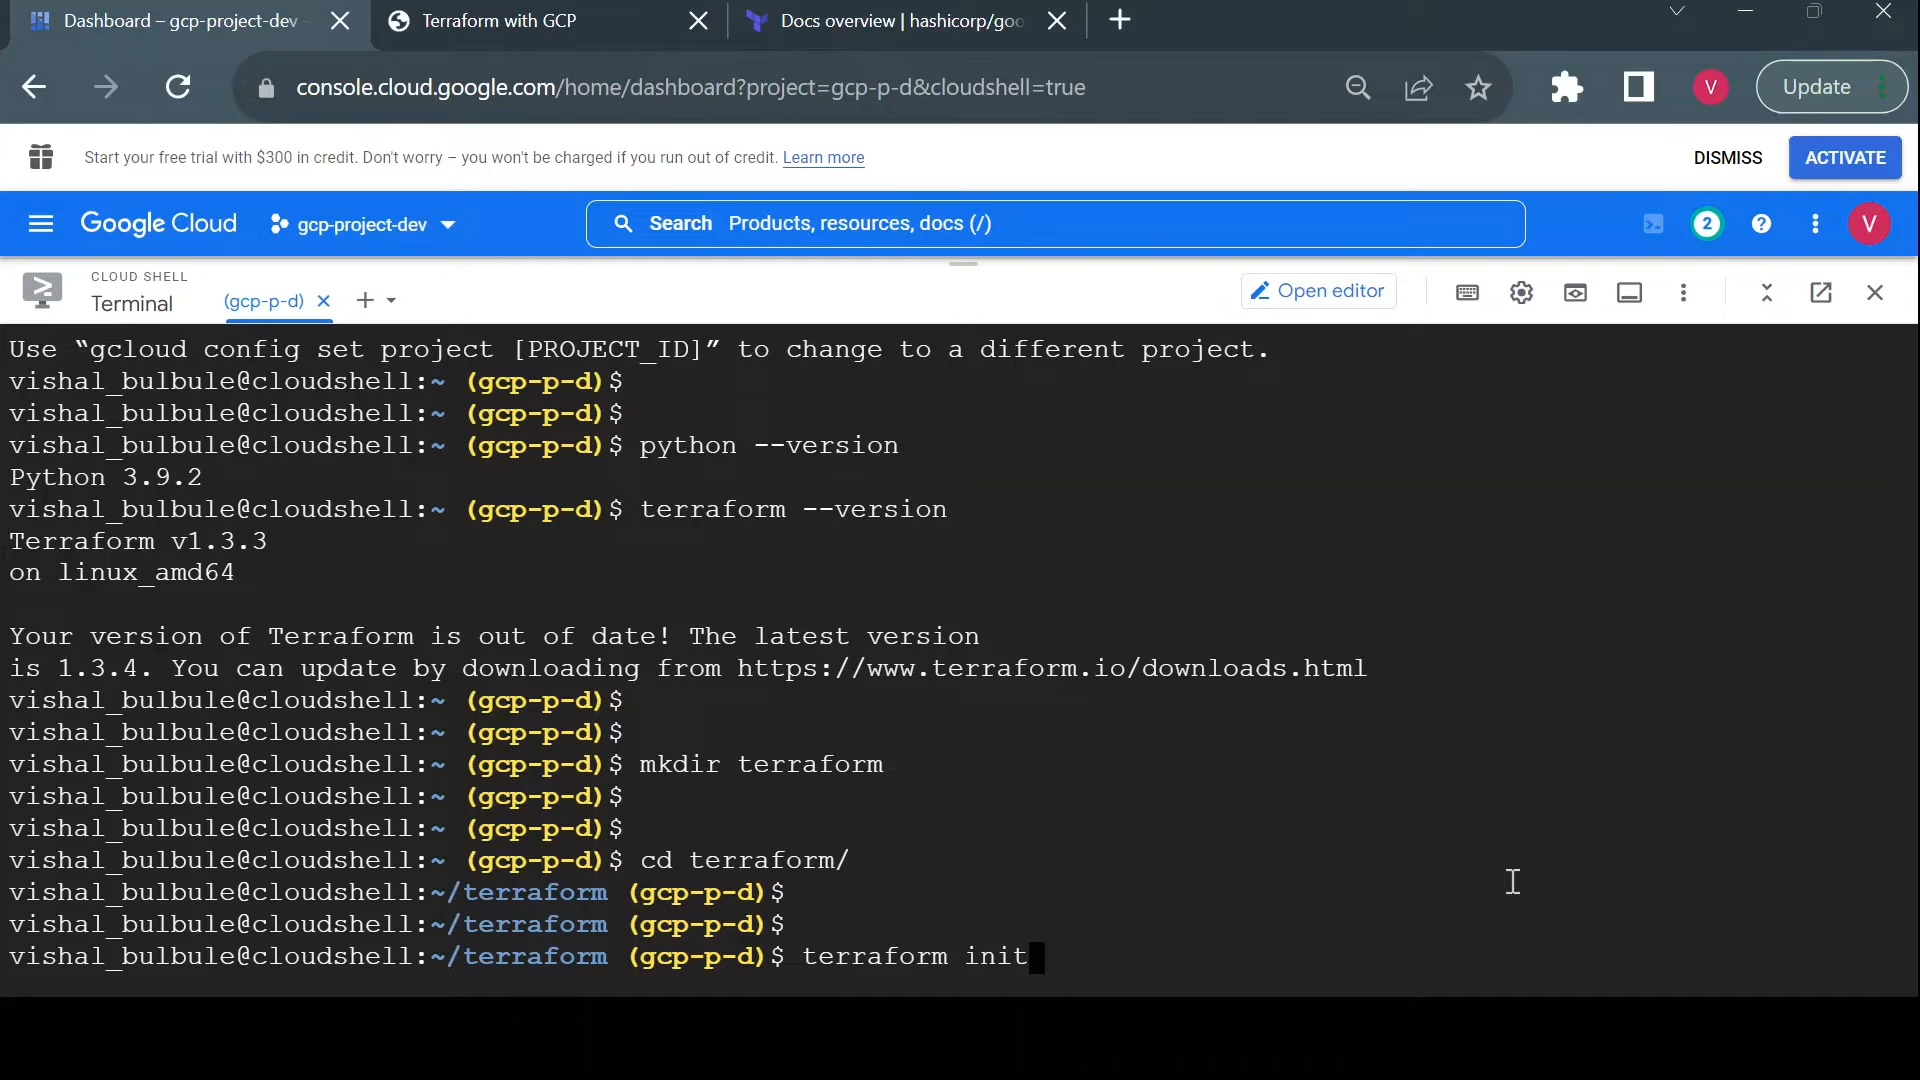 Dashboard – gcp-project-dev
Terraform with GCP
Docs overview | hashicorp/goo
console.cloud.google.com/home/dashboard?project=gcp-p-d&cloudshell=true
V
Update
Start your free trial with $300 in credit. Don't worry – you won't be charged if you run out of credit. Learn more
DISMISS
ACTIVATE
Google Cloud
gcp-project-dev
Search Products, resources, docs (/)
2
V
CLOUD SHELL
Terminal
(gcp-p-d)
Open editor
Use “gcloud config set project [PROJECT_ID]” to change to a different project.
vishal_bulbule@cloudshell:~ (gcp-p-d)$
vishal_bulbule@cloudshell:~ (gcp-p-d)$
vishal_bulbule@cloudshell:~ (gcp-p-d)$ python --version
Python 3.9.2
vishal_bulbule@cloudshell:~ (gcp-p-d)$ terraform --version
Terraform v1.3.3
on linux_amd64
Your version of Terraform is out of date! The latest version
is 1.3.4. You can update by downloading from https://www.terraform.io/downloads.html
vishal_bulbule@cloudshell:~ (gcp-p-d)$
vishal_bulbule@cloudshell:~ (gcp-p-d)$
vishal_bulbule@cloudshell:~ (gcp-p-d)$ mkdir terraform
vishal_bulbule@cloudshell:~ (gcp-p-d)$
vishal_bulbule@cloudshell:~ (gcp-p-d)$
vishal_bulbule@cloudshell:~ (gcp-p-d)$ cd terraform/
vishal_bulbule@cloudshell:~/terraform (gcp-p-d)$
vishal_bulbule@cloudshell:~/terraform (gcp-p-d)$
vishal_bulbule@cloudshell:~/terraform (gcp-p-d)$ terraform init